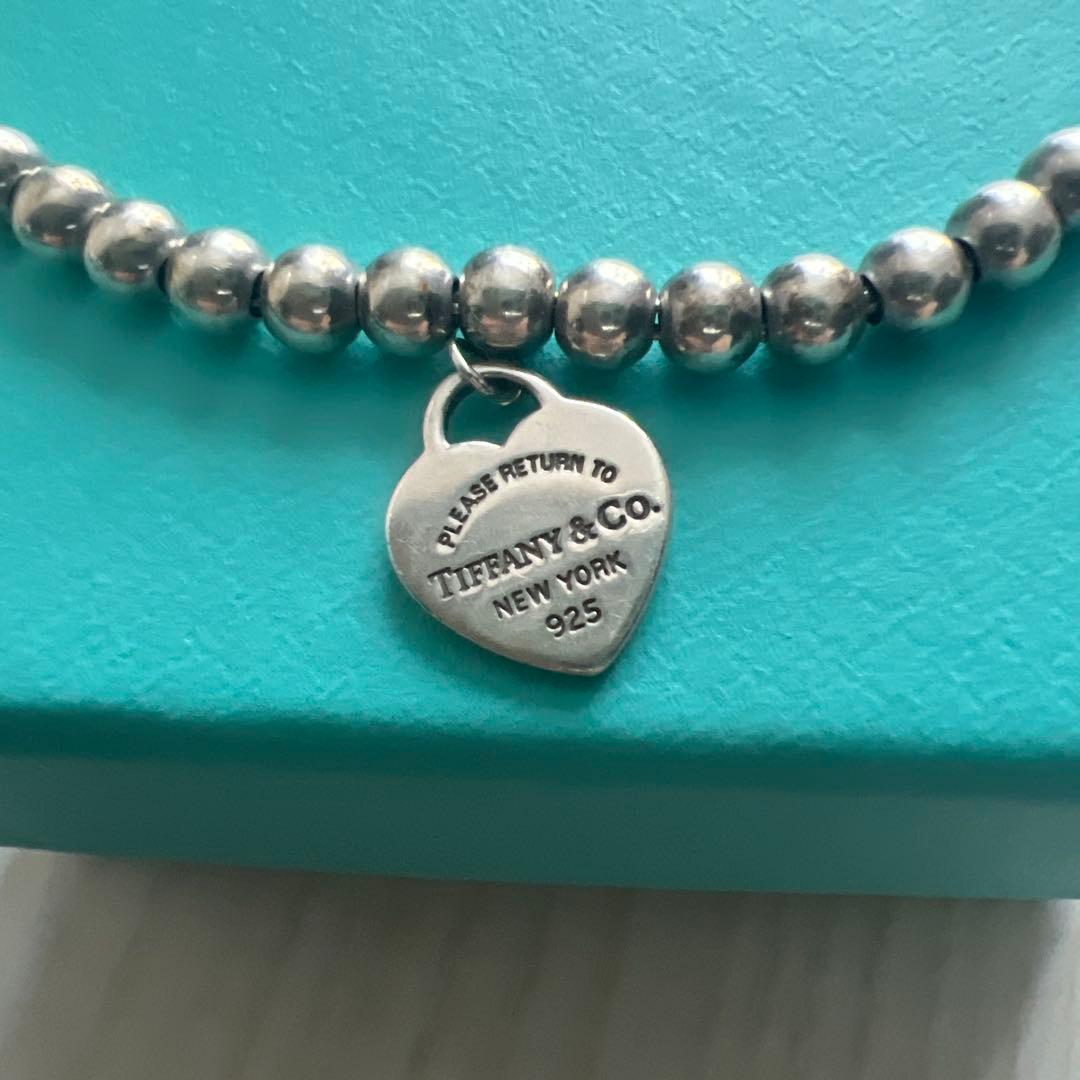 PLEASE RETURN TO
TIFFANY & CO.
NEW YORK
925